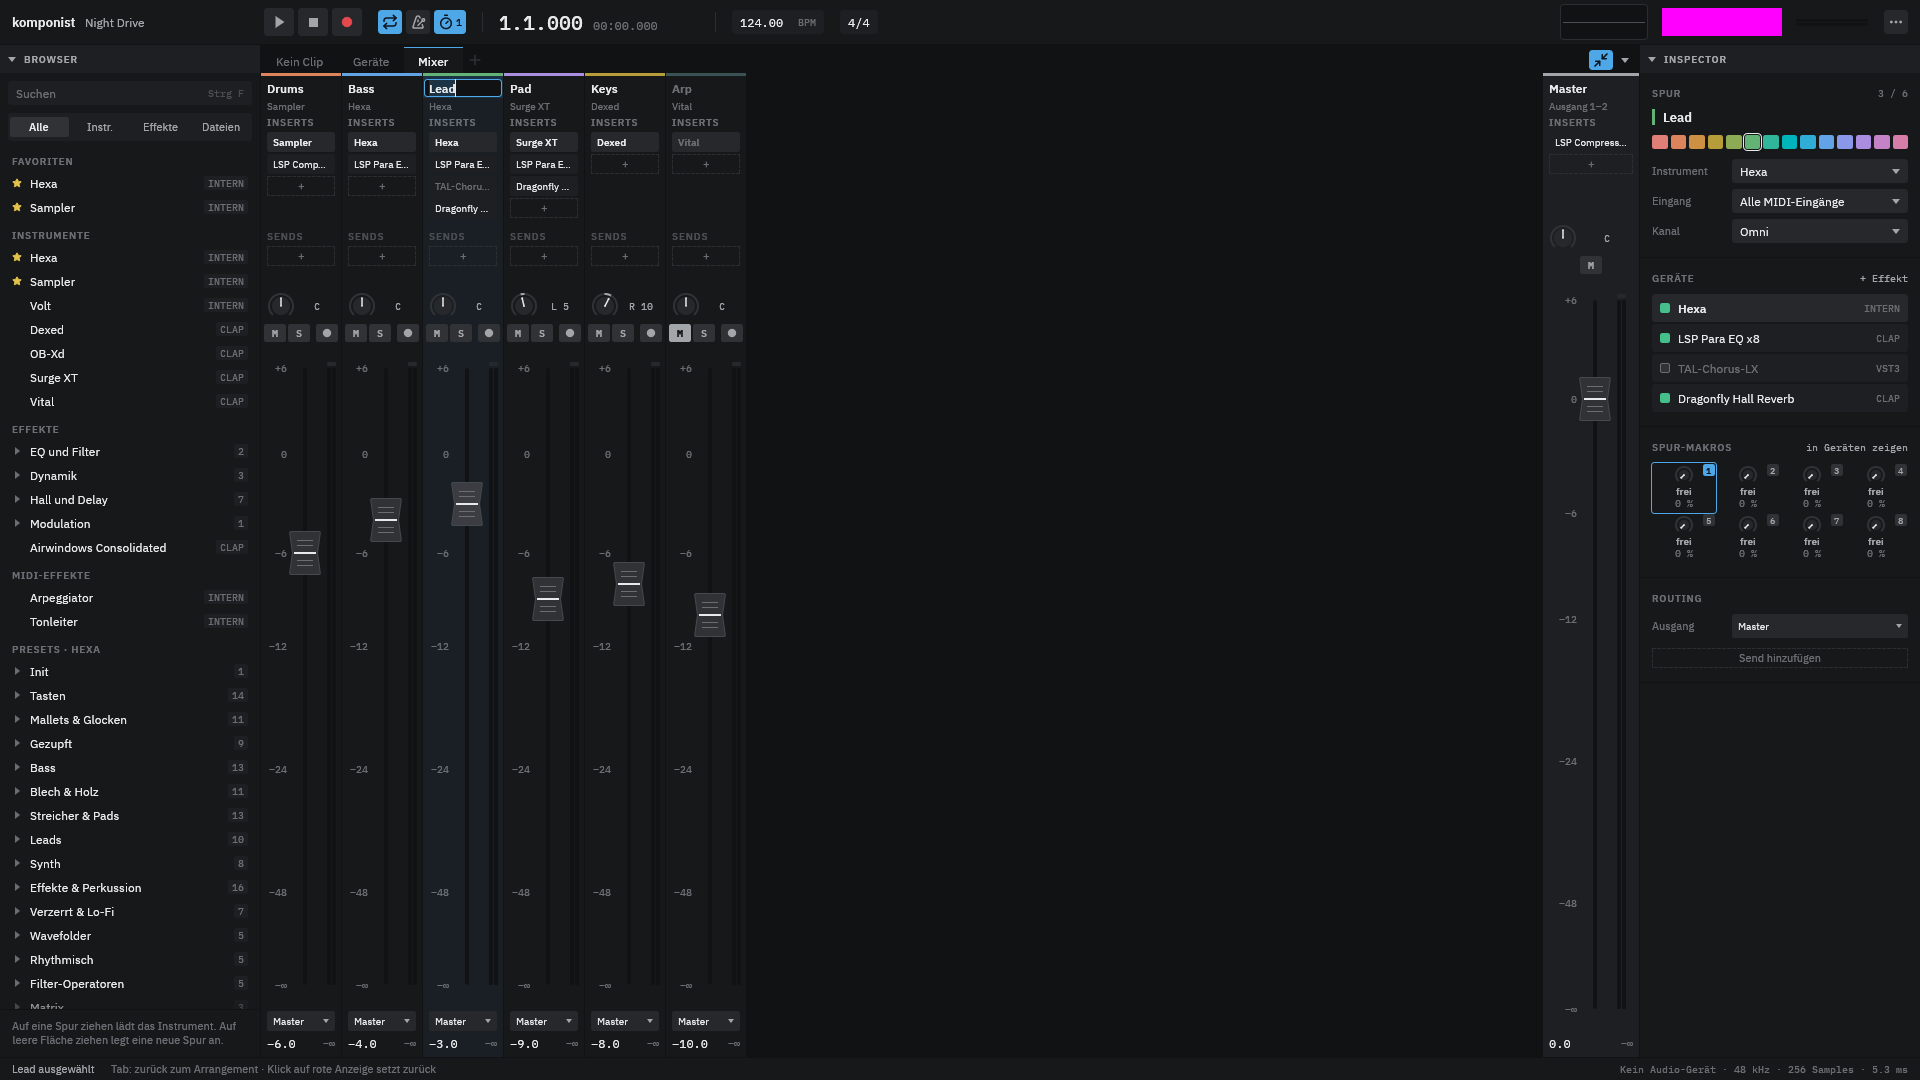 komponist Night Drive
1 1.1.000 00:00.000 124.00 BPM 4/4
BROWSER
Suchen Strg F
Alle Instr. Effekte Dateien
FAVORITEN
Hexa INTERN
Sampler INTERN
INSTRUMENTE
Hexa INTERN
Sampler INTERN
Volt INTERN
Dexed CLAP
OB-Xd CLAP
Surge XT CLAP
Vital CLAP
EFFEKTE
EQ und Filter 2
Dynamik 3
Hall und Delay 7
Modulation 1
Airwindows Consolidated CLAP
MIDI-EFFEKTE
Arpeggiator INTERN
Tonleiter INTERN
PRESETS · HEXA
Init 1
Tasten 14
Mallets & Glocken 11
Gezupft 9
Bass 13
Blech & Holz 11
Streicher & Pads 13
Leads 10
Synth 8
Effekte & Perkussion 16
Verzerrt & Lo-Fi 7
Wavefolder 5
Rhythmisch 5
Filter-Operatoren 5
Matrix 3
Auf eine Spur ziehen lädt das Instrument. Auf
leere Fläche ziehen legt eine neue Spur an.
Kein Clip Geräte Mixer +
Drums
Sampler
INSERTS
Sampler
LSP Comp...
+
SENDS
+
C
M S
+6
0
−6
−12
−24
−48
−∞
Master
−6.0 −∞
Bass
Hexa
INSERTS
Hexa
LSP Para E...
+
SENDS
+
C
M S
+6
0
−6
−12
−24
−48
−∞
Master
−4.0 −∞
Lead
Hexa
INSERTS
Hexa
LSP Para E...
TAL-Choru...
Dragonfly ...
SENDS
+
C
M S
+6
0
−6
−12
−24
−48
−∞
Master
−3.0 −∞
Pad
Surge XT
INSERTS
Surge XT
LSP Para E...
Dragonfly ...
+
SENDS
+
L 5
M S
+6
0
−6
−12
−24
−48
−∞
Master
−9.0 −∞
Keys
Dexed
INSERTS
Dexed
+
SENDS
+
R 10
M S
+6
0
−6
−12
−24
−48
−∞
Master
−8.0 −∞
Arp
Vital
INSERTS
Vital
+
SENDS
+
C
M S
+6
0
−6
−12
−24
−48
−∞
Master
−10.0 −∞
Master
Ausgang 1–2
INSERTS
LSP Compress...
+
C
M
+6
0
−6
−12
−24
−48
−∞
0.0 −∞
INSPECTOR
SPUR 3 / 6
Lead
Instrument Hexa
Eingang Alle MIDI-Eingänge
Kanal Omni
GERÄTE + Effekt
Hexa INTERN
LSP Para EQ x8 CLAP
TAL-Chorus-LX VST3
Dragonfly Hall Reverb CLAP
SPUR-MAKROS in Geräten zeigen
1 2 3 4
frei frei frei frei
0 % 0 % 0 % 0 %
5 6 7 8
frei frei frei frei
0 % 0 % 0 % 0 %
ROUTING
Ausgang Master
Send hinzufügen
Lead ausgewählt Tab: zurück zum Arrangement · Klick auf rote Anzeige setzt zurück
Kein Audio-Gerät · 48 kHz · 256 Samples · 5.3 ms